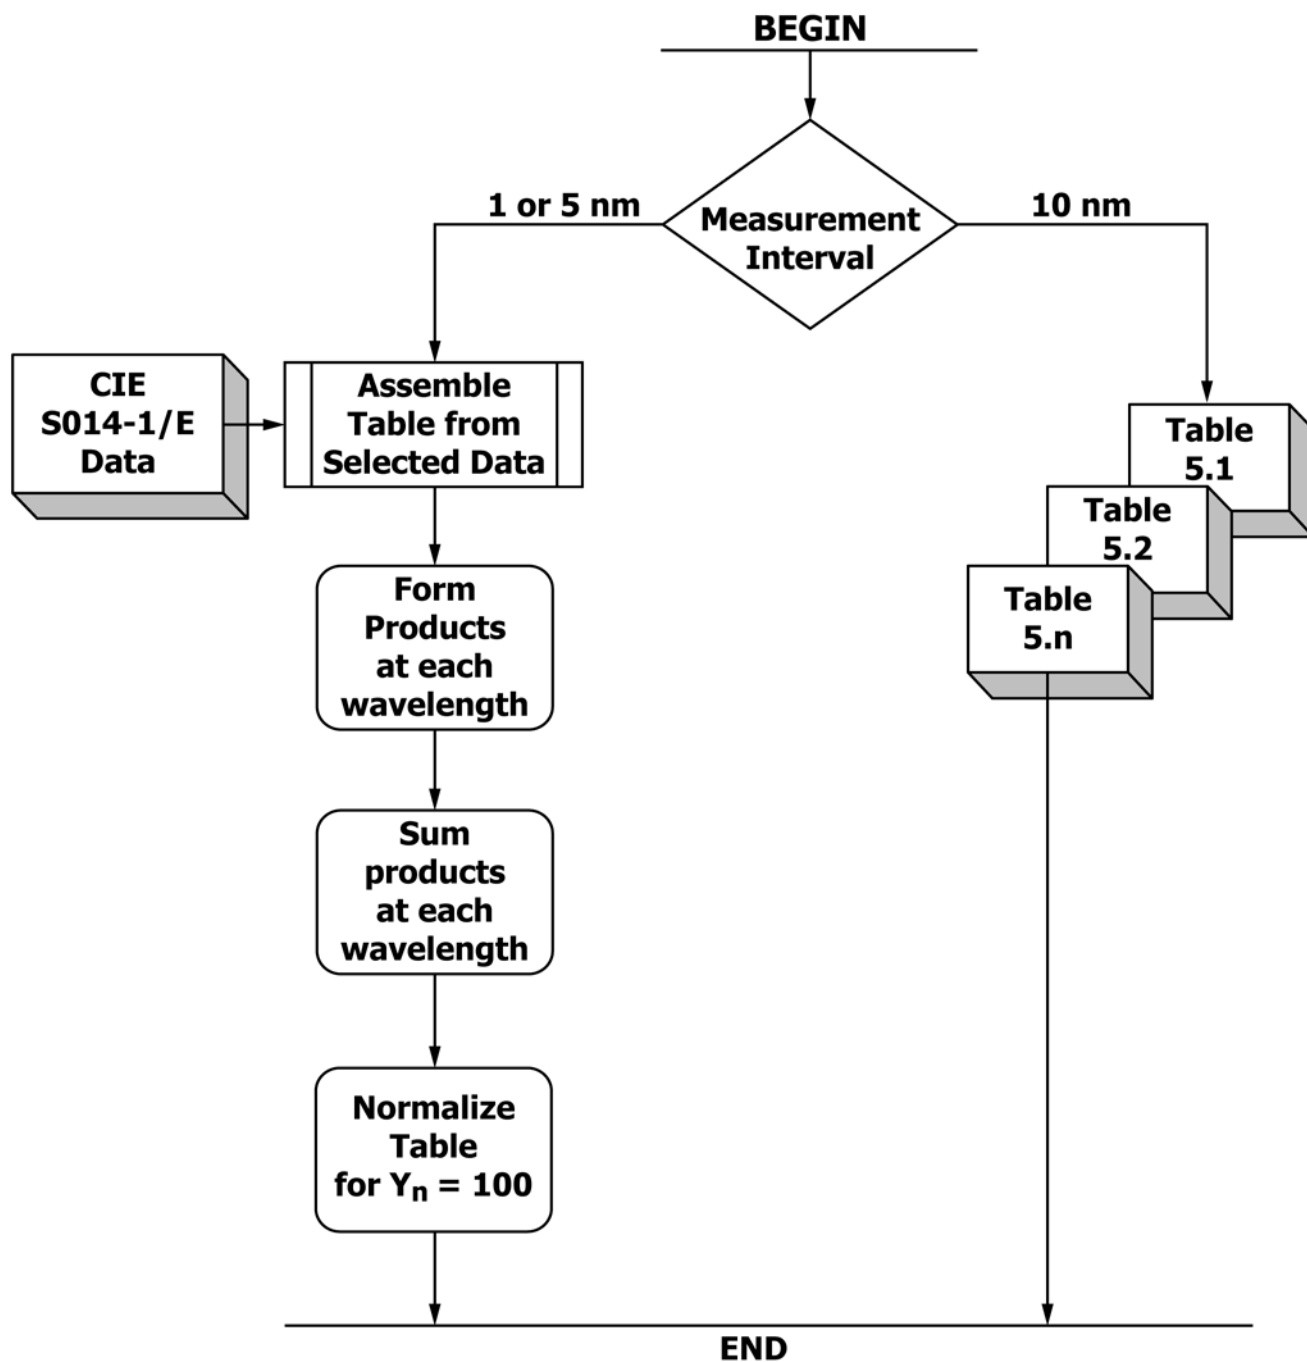 BEGIN
1 or 5 nm
10 nm
Measurement
Interval
CIE
S014-1/E
Data
Assemble
Table from
Selected Data
Table
5.1
Table
5.2
Table
5.n
Form
Products
at each
wavelength
Sum
products
at each
wavelength
Normalize
Table
for Yn = 100
END